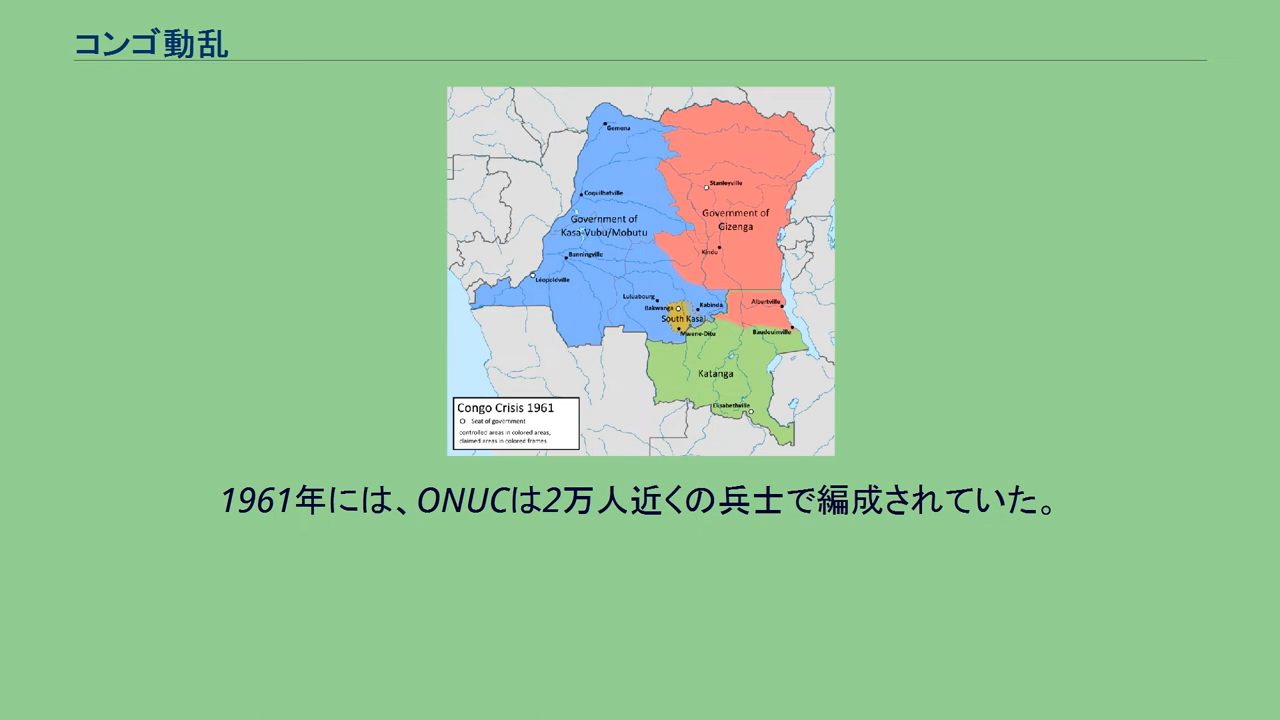 コンゴ動乱
Gemena
Stanleyville
Coquilhatville
Government of
Kasa-Vubu/Mobutu
Government of
Gizenga
Kindu
Banningville
Léopoldville
Luluabourg
Bakwanga
Kabinda
Albertville
South Kasai
Mwene-Ditu
Baudouinville
Katanga
Elisabethville
Congo Crisis 1961
Seat of government
controlled areas in colored areas,
claimed areas in colored frames
1961年には、ONUCは2万人近くの兵士で編成されていた。